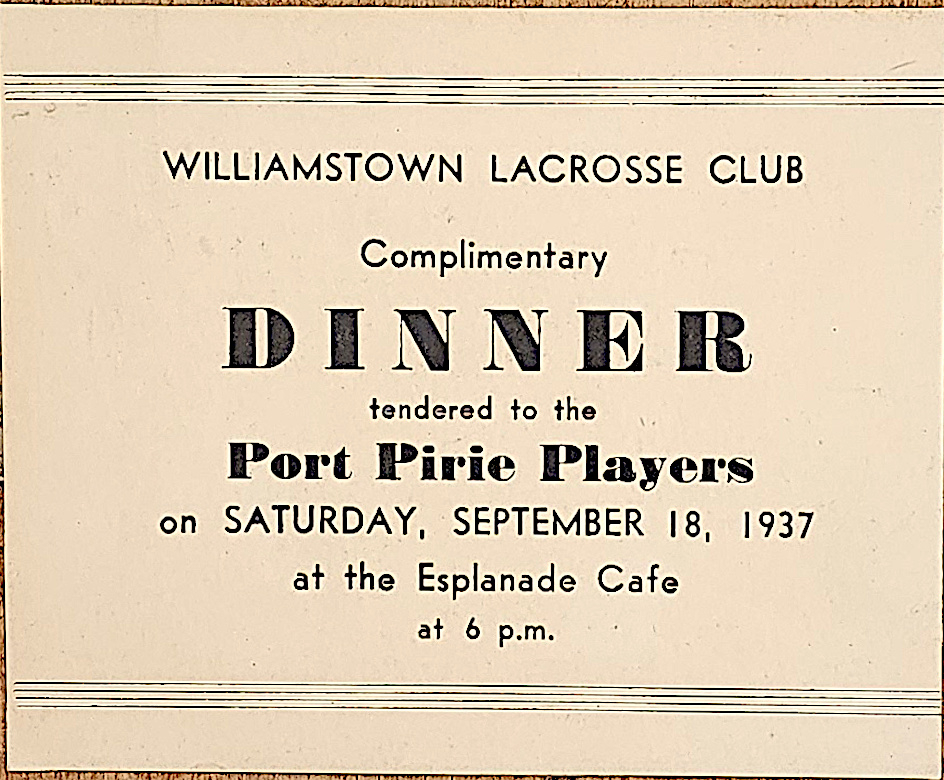 WILLIAMSTOWN LACROSSE CLUB
Complimentary
DINNER
tendered to the
Port Pirie Players
on SATURDAY, SEPTEMBER 18, 1937
at the Esplanade Cafe
at 6 p.m.